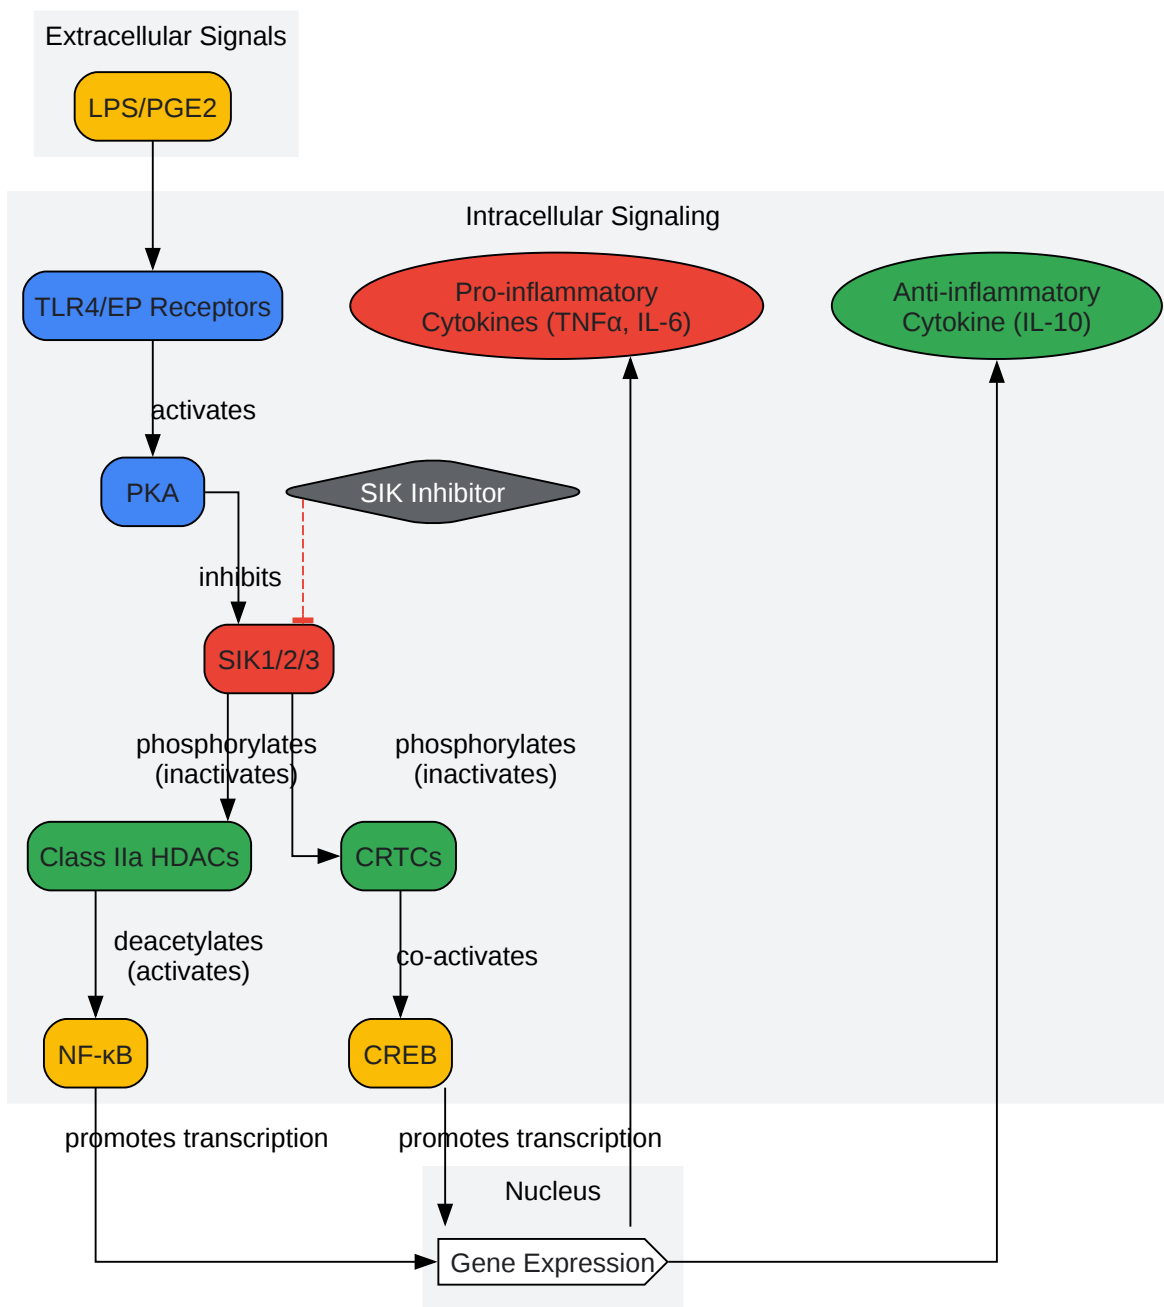 Extracellular Signals
LPS/PGE2
Intracellular Signaling
TLR4/EP Receptors
Pro-inflammatory
Cytokines (TNFα, IL-6)
Anti-inflammatory
Cytokine (IL-10)
activates
PKA
SIK Inhibitor
inhibits
SIK1/2/3
phosphorylates
(inactivates)
phosphorylates
(inactivates)
Class IIa HDACs
CRTCs
deacetylates
(activates)
co-activates
NF-κB
CREB
promotes transcription
promotes transcription
Nucleus
Gene Expression